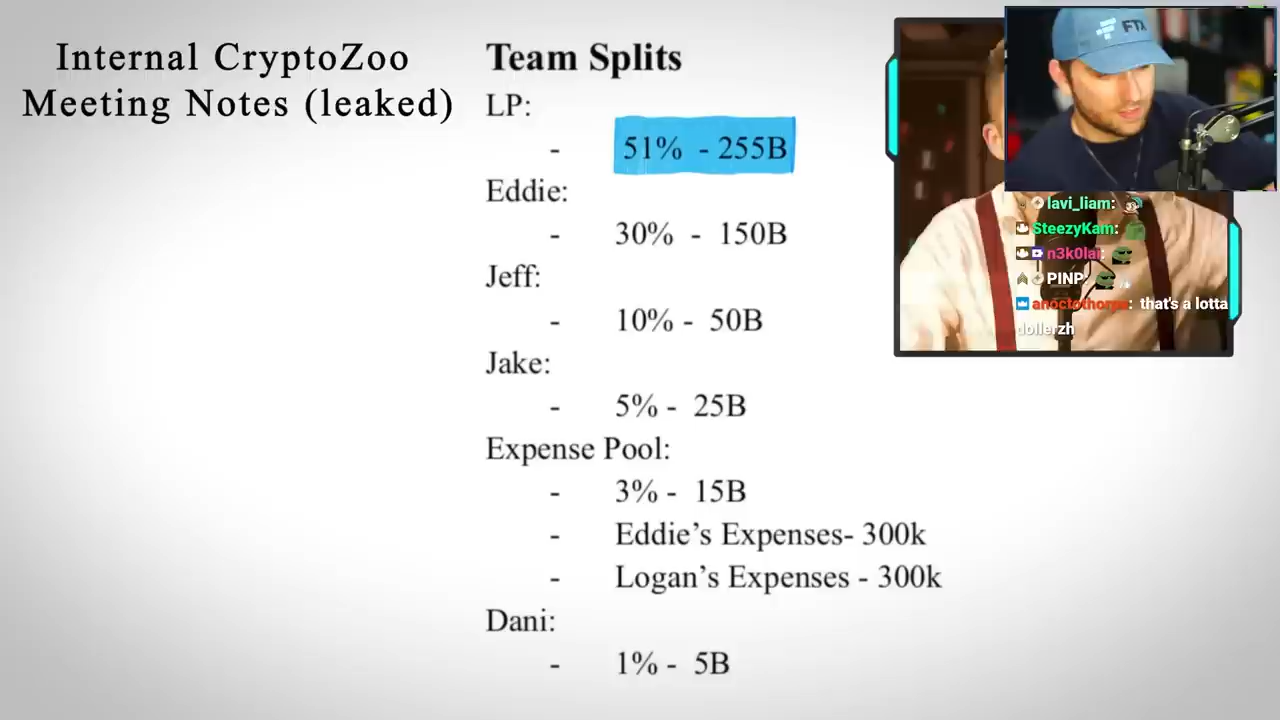 Internal CryptoZoo
Meeting Notes (leaked)
Team Splits
LP:
- 51% - 255B
Eddie:
- 30% - 150B
Jeff:
- 10% - 50B
Jake:
- 5% - 25B
Expense Pool:
- 3% - 15B
- Eddie’s Expenses- 300k
- Logan’s Expenses - 300k
Dani:
- 1% - 5B
FTX
lavi_liam:
SteezyKam:
n3k0lai:
PINP:
: that's a lotta
dollerzh